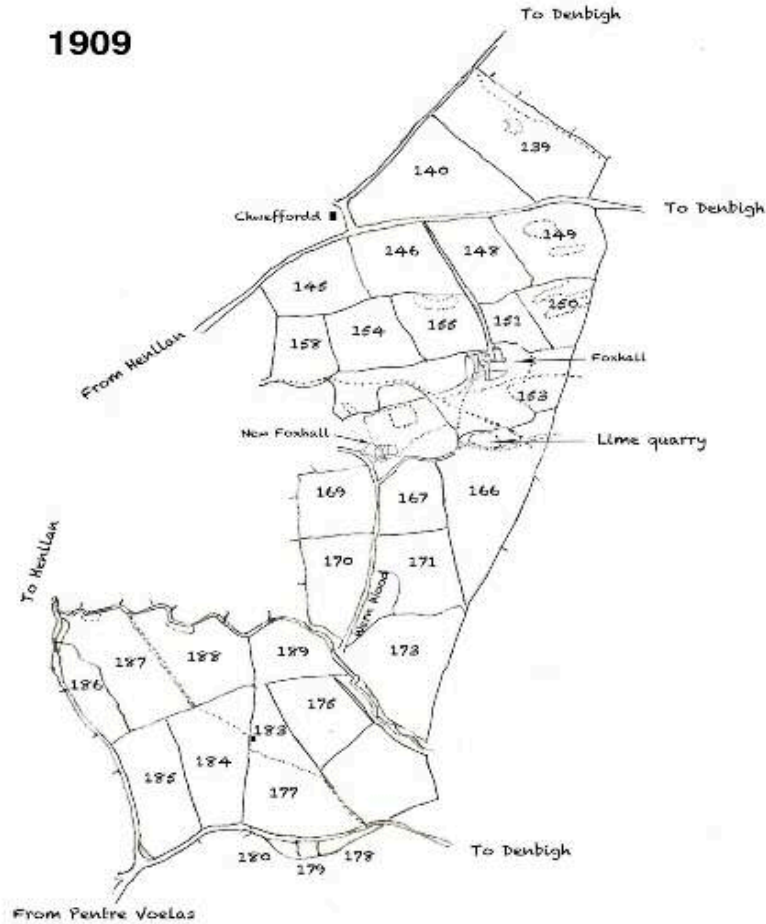 1909
To Denbigh
139
140
Chweffordd
To Denbigh
149
146
148
145
150
155
151
154
158
From Henllan
Foxhall
153
New Foxhall
Lime quarry
169
167
166
170
171
To Henllan
Wern Wood
173
189
188
187
186
176
183
184
185
177
180
179
178
To Denbigh
From Pentre Voelas